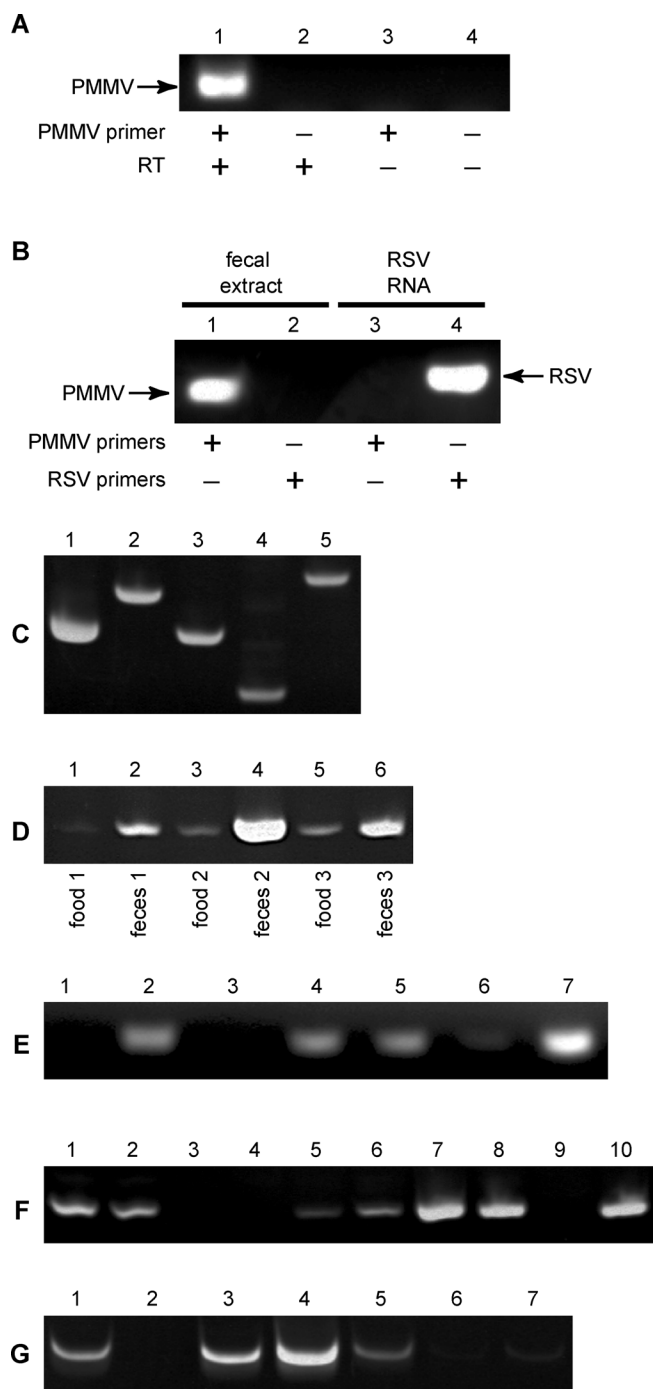 A
1 2 3 4
PMMV
PMMV primer + – + –
RT + + – –
B
fecal extract
RSV RNA
1 2 3 4
PMMV
RSV
PMMV primers + – + –
RSV primers – + – +
1 2 3 4 5
C
1 2 3 4 5 6
D
food 1 feces 1 food 2 feces 2 food 3 feces 3
1 2 3 4 5 6 7
E
1 2 3 4 5 6 7 8 9 10
F
1 2 3 4 5 6 7
G